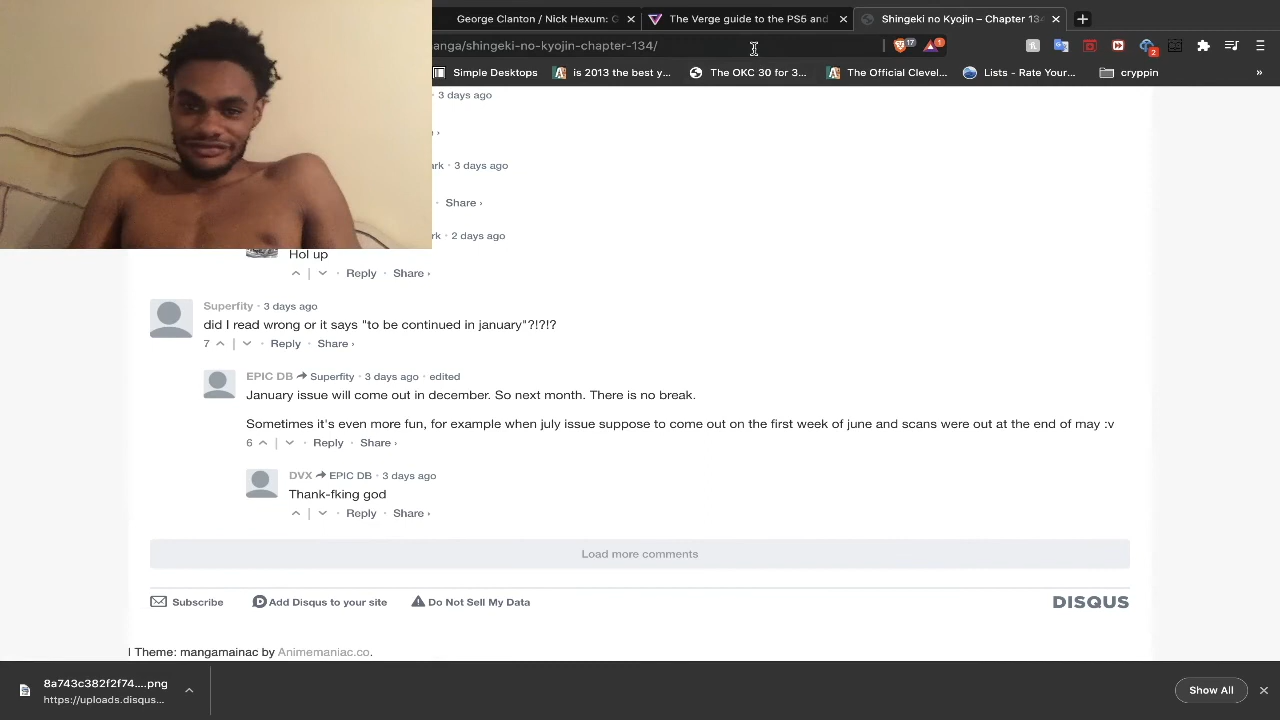 George Clanton / Nick Hexum: G
The Verge guide to the PS5 and
Shingeki no Kyojin – Chapter 134
anga/shingeki-no-kyojin-chapter-134/
17
1
2
Simple Desktops
is 2013 the best y...
The OKC 30 for 3...
The Official Clevel...
Lists - Rate Your...
cryppin
»
3 days ago
rk · 3 days ago
· Share ›
rk · 2 days ago
Hol up
Reply · Share ›
Superfity · 3 days ago
did I read wrong or it says "to be continued in january"?!?!?
7 Reply · Share ›
EPIC DB Superfity · 3 days ago · edited
January issue will come out in december. So next month. There is no break.
Sometimes it's even more fun, for example when july issue suppose to come out on the first week of june and scans were out at the end of may :v
6 Reply · Share ›
DVX EPIC DB · 3 days ago
Thank-fking god
Reply · Share ›
Load more comments
Subscribe
Add Disqus to your site
Do Not Sell My Data
DISQUS
l Theme: mangamainac by Animemaniac.co.
8a743c382f2f74....png
https://uploads.disqus...
Show All